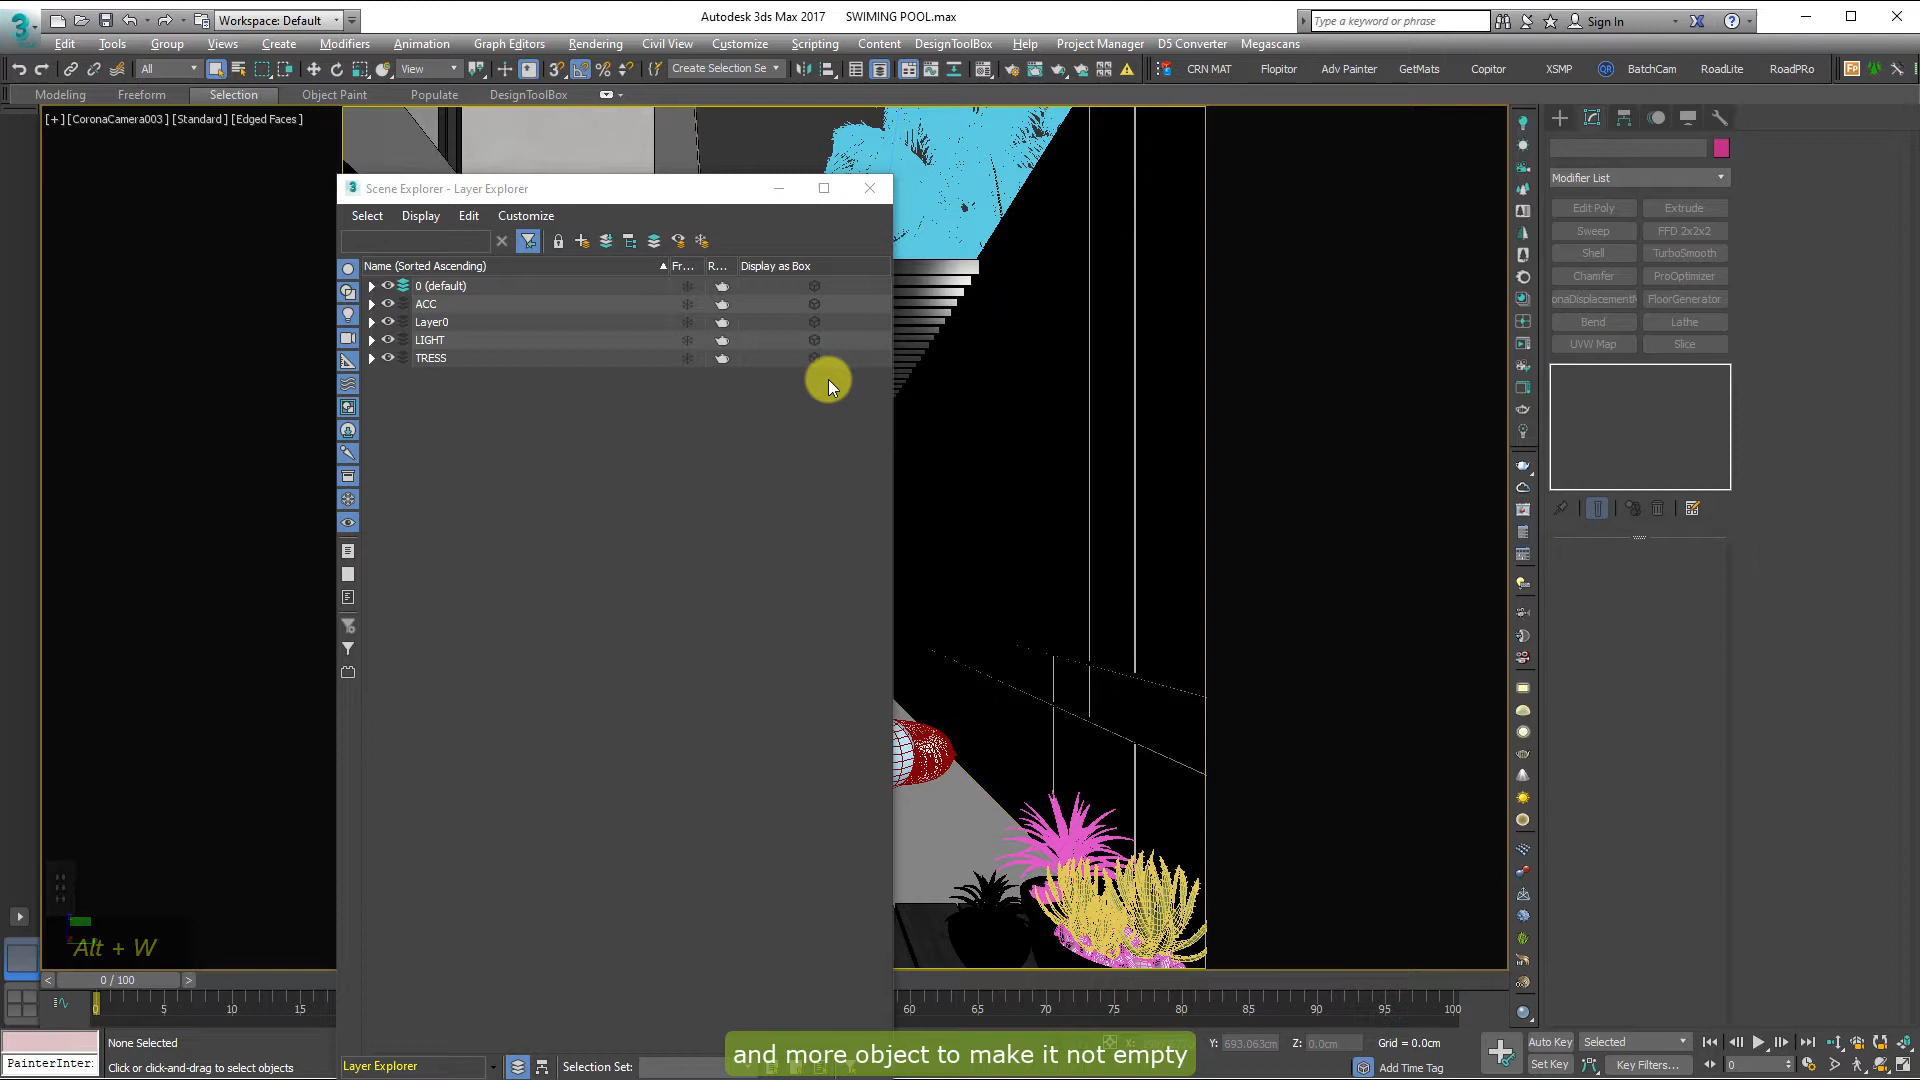 Workspace: Default
Autodesk 3ds Max 2017 SWIMING POOL.max
Type a keyword or phrase
Sign In
Edit Tools Group Views Create Modifiers Animation Graph Editors Rendering Civil View Customize Scripting Content DesignToolBox Help Project Manager D5 Converter Megascans
All View Create Selection Se CRN MAT Flopitor Adv Painter GetMats Copitor XSMP BatchCam RoadLite RoadPRo
Modeling Freeform Selection Object Paint Populate DesignToolBox
[+] [CoronaCamera003] [Standard] [Edged Faces]
Scene Explorer - Layer Explorer
Select Display Edit Customize
Name (Sorted Ascending) Fr... R... Display as Box
0 (default)
ACC
Layer0
LIGHT
TRESS
Modifier List
Edit Poly Extrude
Sweep FFD 2x2x2
Shell TurboSmooth
Chamfer ProOptimizer
onaDisplacementM FloorGenerator
Bend Lathe
UVW Map Slice
Alt + W
0 / 100
0 5 10 15 60 65 70 75 80 85 90 95 100
None Selected
PainterInter:
Click or click-and-drag to select objects
Layer Explorer
Selection Set:
and more object to make it not empty
X: Y: 693.063cm Z: 0.0cm Grid = 0.0cm
Add Time Tag
Auto Key Selected
Set Key Key Filters...
0